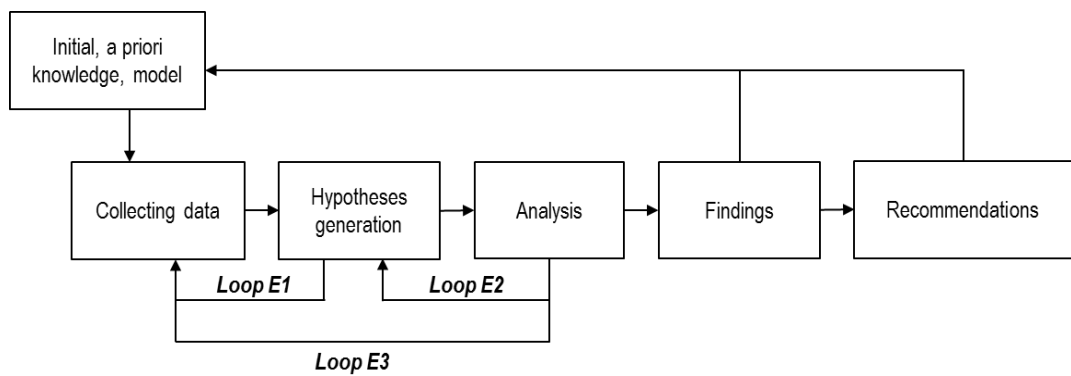 Initial, a priori
knowledge, model
Collecting data
Hypotheses
generation
Analysis
Findings
Recommendations
Loop E1
Loop E2
Loop E3